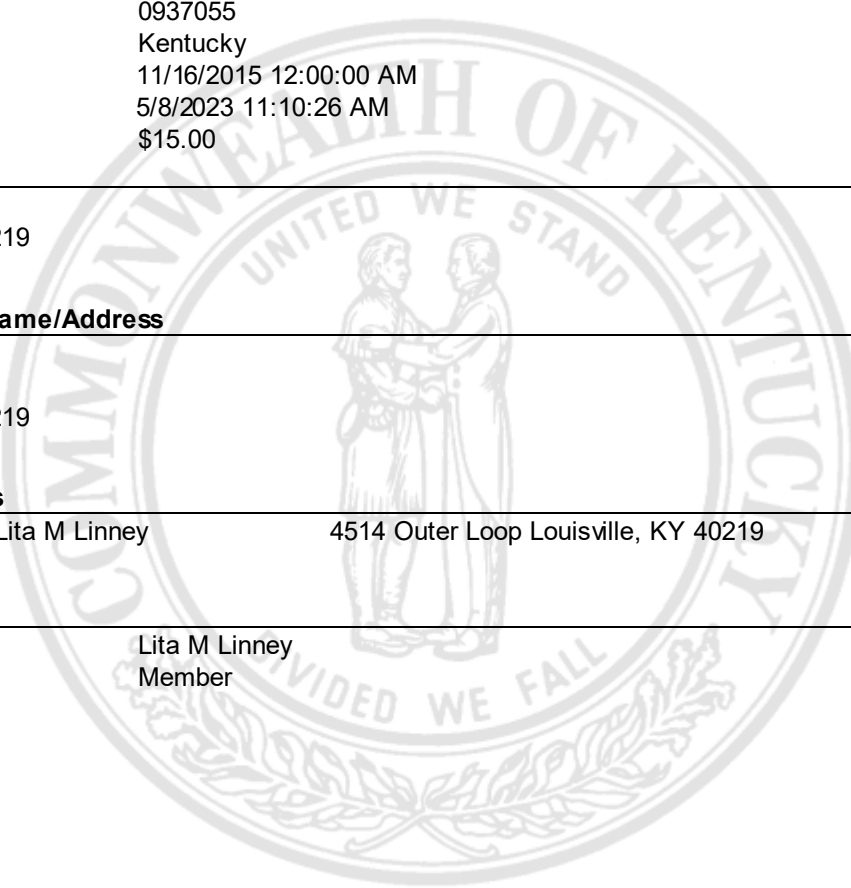 0937055
Kentucky
11/16/2015 12:00:00 AM
5/8/2023 11:10:26 AM
$15.00
219
ame/Address
219
s
Lita M Linney 4514 Outer Loop Louisville, KY 40219
Lita M Linney
Member
COMMONWEALTH OF KENTUCKY
UNITED WE STAND
DIVIDED WE FALL